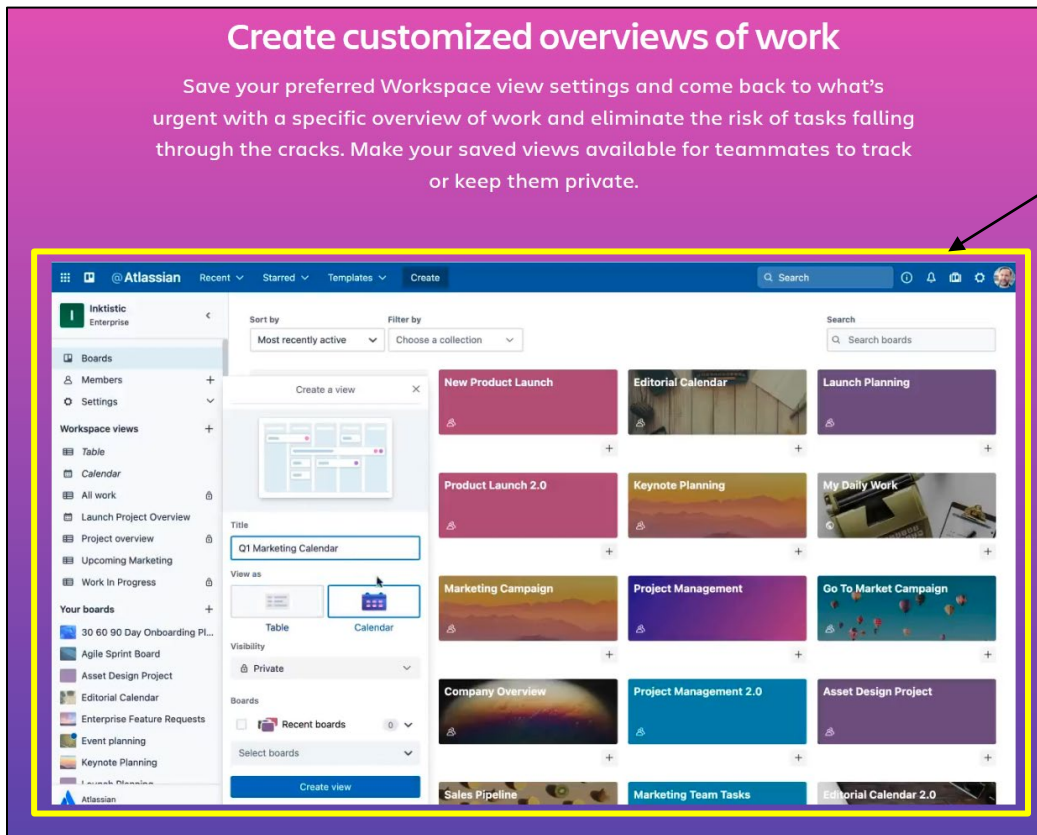 Create customized overviews of work
Save your preferred Workspace view settings and come back to what's
urgent with a specific overview of work and eliminate the risk of tasks falling
through the cracks. Make your saved views available for teammates to track
or keep them private.
@Atlassian Recent Starred Templates Create Search
I Inktistic
Enterprise
Boards
Members
Settings
Workspace views
Table
Calendar
All work
Launch Project Overview
Project overview
Upcoming Marketing
Work In Progress
Your boards
30 60 90 Day Onboarding Pl...
Agile Sprint Board
Asset Design Project
Editorial Calendar
Enterprise Feature Requests
Event planning
Keynote Planning
Launch Planning
Atlassian
Sort by
Most recently active
Filter by
Choose a collection
Search
Search boards
Create a view
Title
Q1 Marketing Calendar
View as
Table Calendar
Visibility
Private
Boards
Recent boards 0
Select boards
Create view
New Product Launch Editorial Calendar Launch Planning
Product Launch 2.0 Keynote Planning My Daily Work
Marketing Campaign Project Management Go To Market Campaign
Company Overview Project Management 2.0 Asset Design Project
Sales Pipeline Marketing Team Tasks Editorial Calendar 2.0